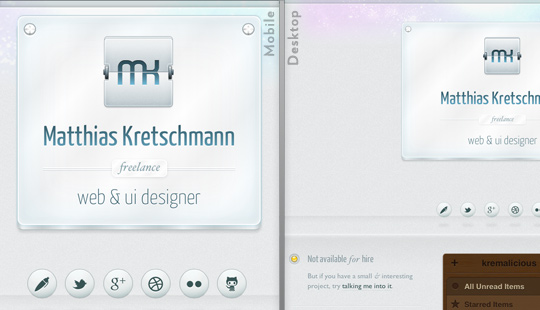 Mobile
mk
Matthias Kretschmann
freelance
web & ui designer
g+
Desktop
mk
Matthias Kretschm
freelance
web & ui designer
g+
Not available for hire
But if you have a small & interesting
project, try talking me into it.
kremalicious
All Unread Items
Starred Items